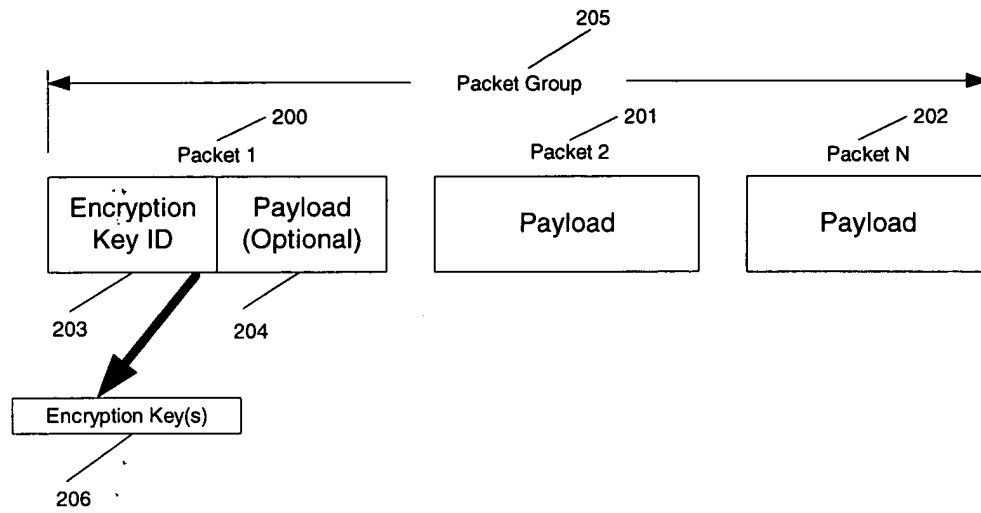 205
Packet Group
200
201
202
Packet 1
Packet 2
Packet N
Encryption
Key ID
Payload
(Optional)
Payload
Payload
203
204
Encryption Key(s)
206